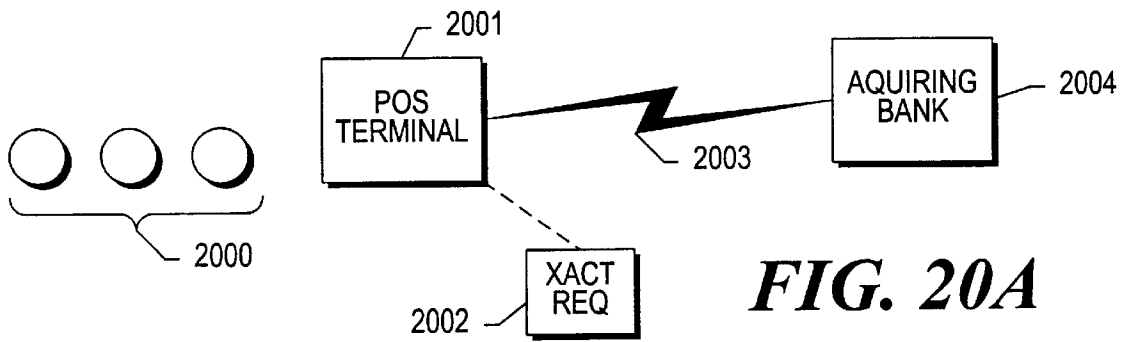 2001
POS
TERMINAL
2003
AQUIRING
BANK
2004
2000
XACT
REQ
2002
FIG. 20A